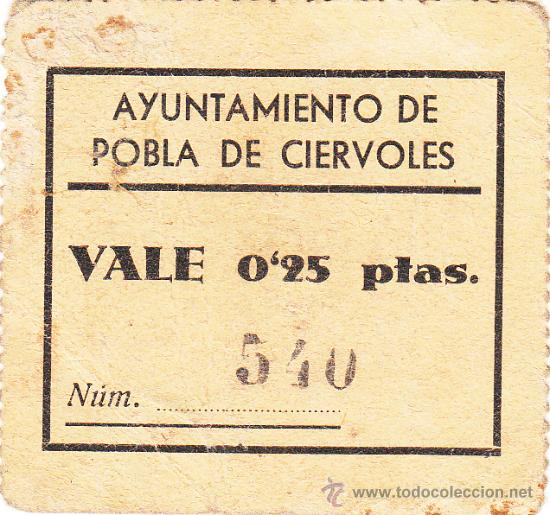 AYUNTAMIENTO DE
POBLA DE CIERVOLES
VALE 0'25 ptas.
540
Núm.
www.todocoleccion.net